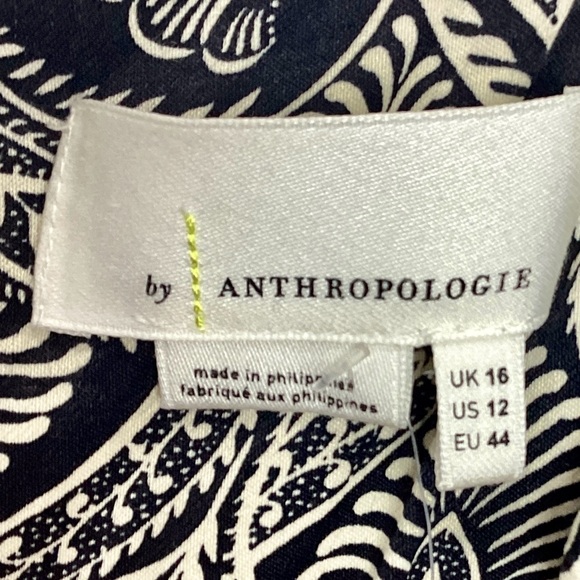 by ANTHROPOLOGIE
made in philippines
fabriqué aux philippines
UK 16
US 12
EU 44